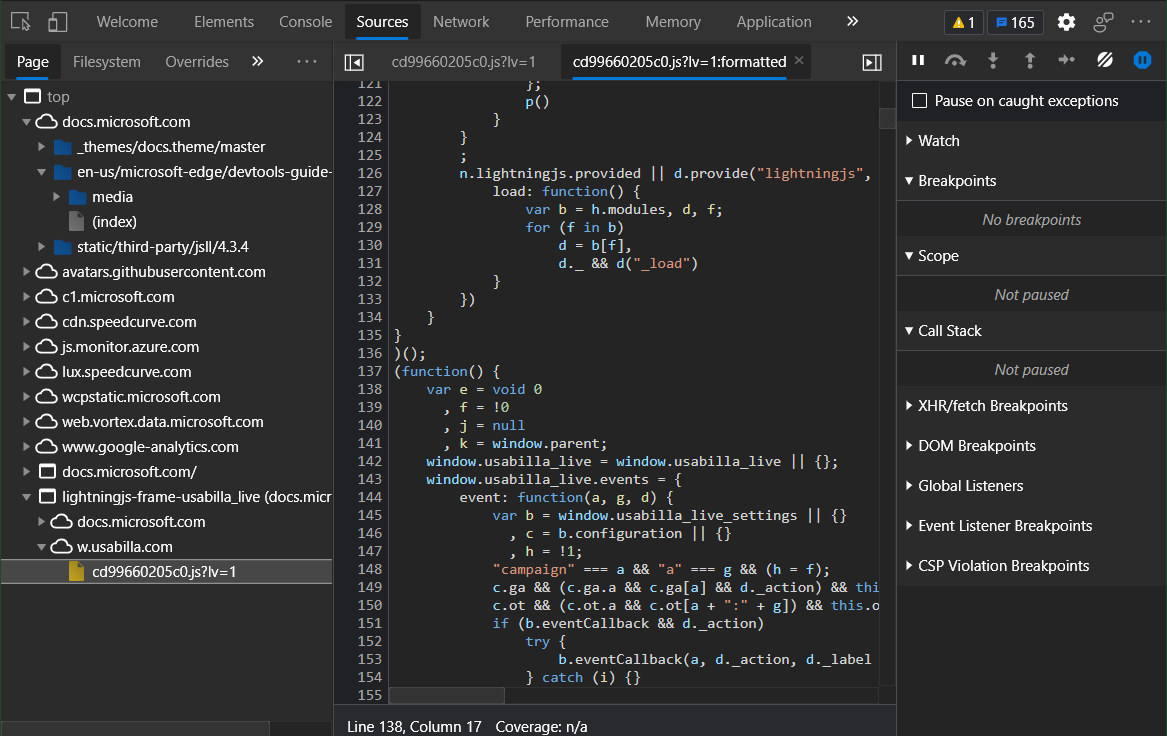 Welcome Elements Console Sources Network Performance Memory Application » 1 165
Page Filesystem Overrides » ···
top
docs.microsoft.com
_themes/docs.theme/master
en-us/microsoft-edge/devtools-guide-
media
(index)
static/third-party/jsll/4.3.4
avatars.githubusercontent.com
c1.microsoft.com
cdn.speedcurve.com
js.monitor.azure.com
lux.speedcurve.com
wcpstatic.microsoft.com
web.vortex.data.microsoft.com
www.google-analytics.com
docs.microsoft.com/
lightningjs-frame-usabilla_live (docs.micr
docs.microsoft.com
w.usabilla.com
cd99660205c0.js?lv=1
cd99660205c0.js?lv=1 cd99660205c0.js?lv=1:formatted ×
121 };
122 p()
123 }
124 }
125 ;
126 n.lightningjs.provided || d.provide("lightningjs",
127 load: function() {
128 var b = h.modules, d, f;
129 for (f in b)
130 d = b[f],
131 d._ && d("_load")
132 }
133 })
134 }
135 }
136 )();
137 (function() {
138 var e = void 0
139 , f = !0
140 , j = null
141 , k = window.parent;
142 window.usabilla_live = window.usabilla_live || {};
143 window.usabilla_live.events = {
144 event: function(a, g, d) {
145 var b = window.usabilla_live_settings || {}
146 , c = b.configuration || {}
147 , h = !1;
148 "campaign" === a && "a" === g && (h = f);
149 c.ga && (c.ga.a && c.ga[a] && d._action) && thi
150 c.ot && (c.ot.a && c.ot[a + ":" + g]) && this.o
151 if (b.eventCallback && d._action)
152 try {
153 b.eventCallback(a, d._action, d._label
154 } catch (i) {}
155
Line 138, Column 17 Coverage: n/a
Pause on caught exceptions
Watch
Breakpoints
No breakpoints
Scope
Not paused
Call Stack
Not paused
XHR/fetch Breakpoints
DOM Breakpoints
Global Listeners
Event Listener Breakpoints
CSP Violation Breakpoints